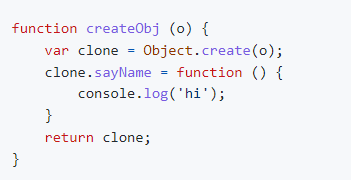 function createObj (o) {
    var clone = Object.create(o);
    clone.sayName = function () {
        console.log('hi');
    }
    return clone;
}